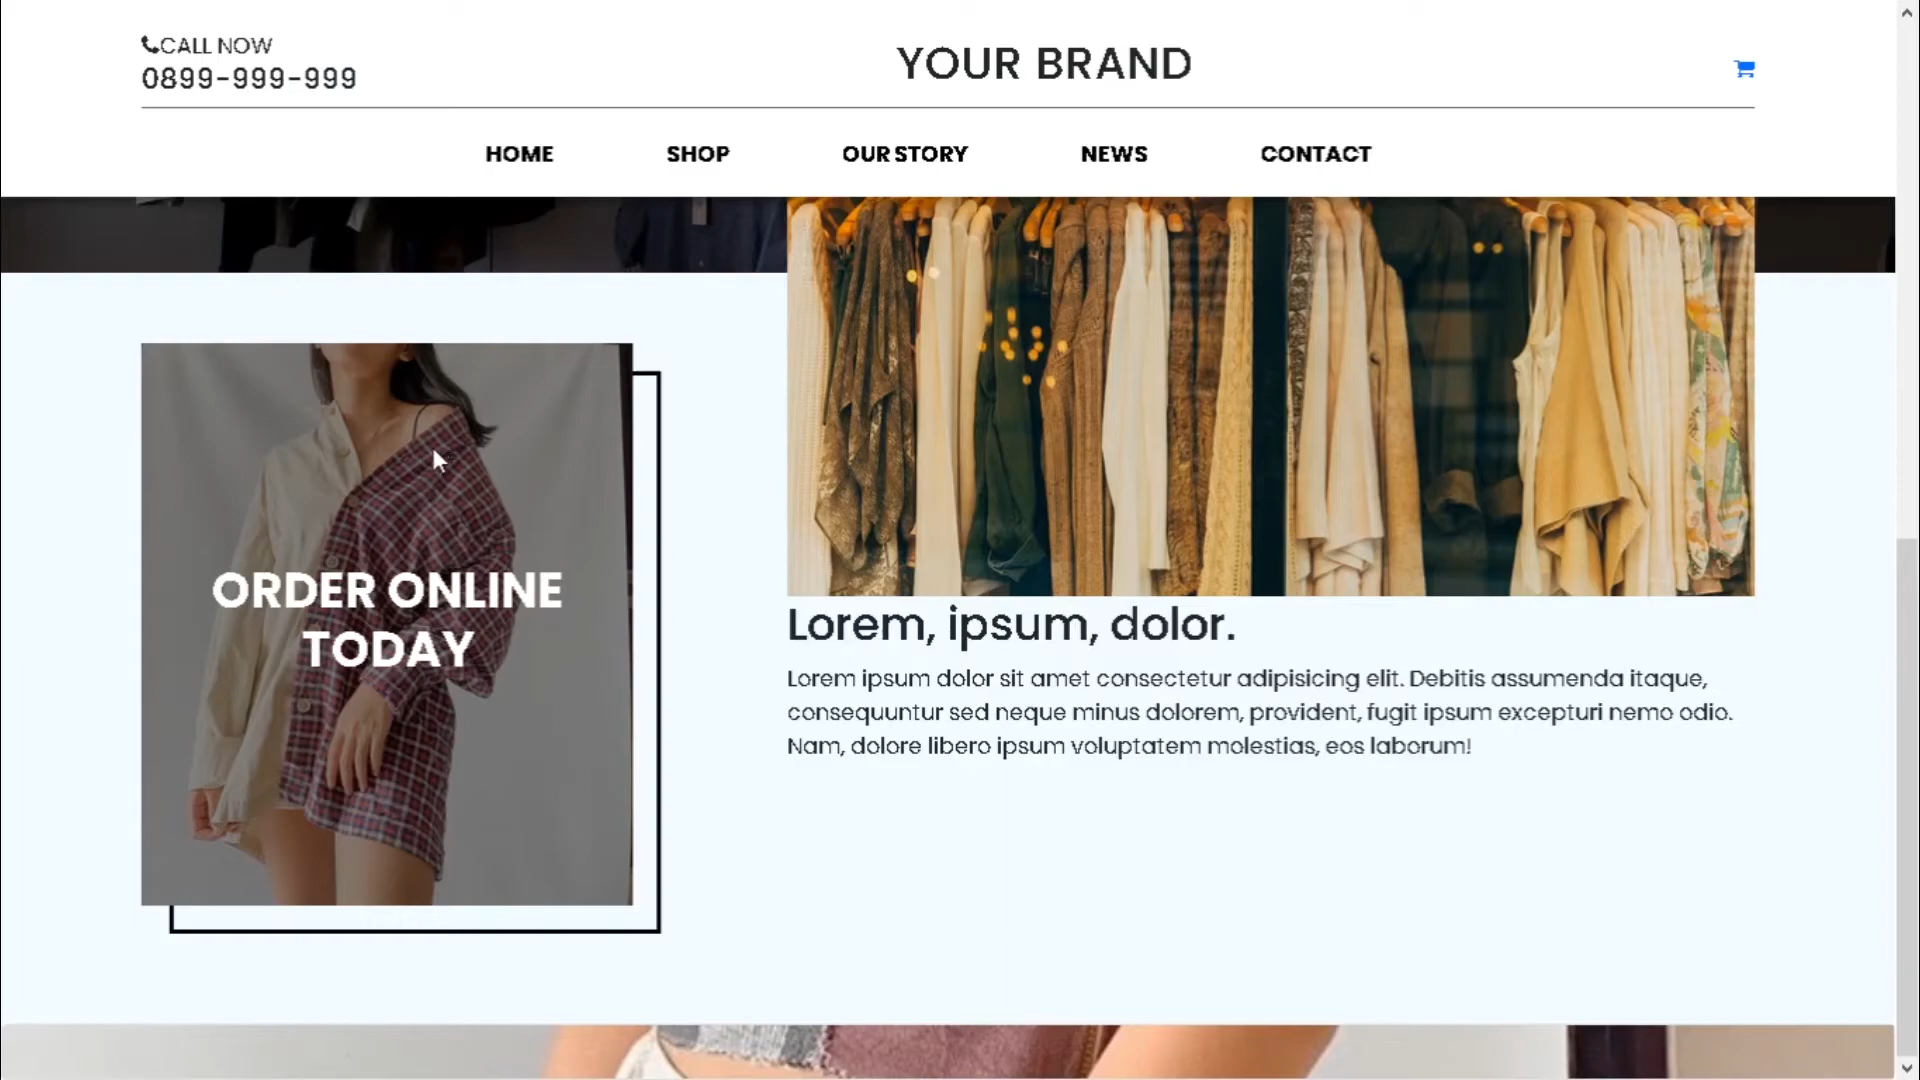 CALL NOW
0899-999-999
YOUR BRAND
HOME
SHOP
OUR STORY
NEWS
CONTACT
ORDER ONLINE
TODAY
Lorem, ipsum, dolor.
Lorem ipsum dolor sit amet consectetur adipisicing elit. Debitis assumenda itaque,
consequuntur sed neque minus dolorem, provident, fugit ipsum excepturi nemo odio.
Nam, dolore libero ipsum voluptatem molestias, eos laborum!